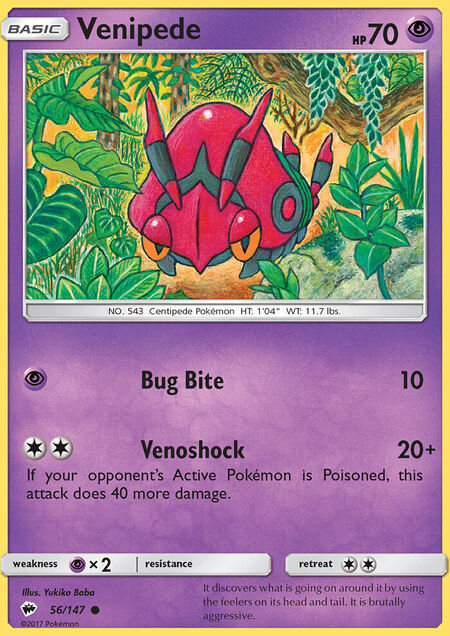 BASIC Venipede HP 70
NO. 543 Centipede Pokémon HT: 1'04" WT: 11.7 lbs.
Bug Bite 10
Venoshock 20+
If your opponent's Active Pokémon is Poisoned, this
attack does 40 more damage.
weakness × 2 resistance retreat
Illus. Yukiko Baba
56/147
©2017 Pokémon
It discovers what is going on around it by using
the feelers on its head and tail. It is brutally
aggressive.